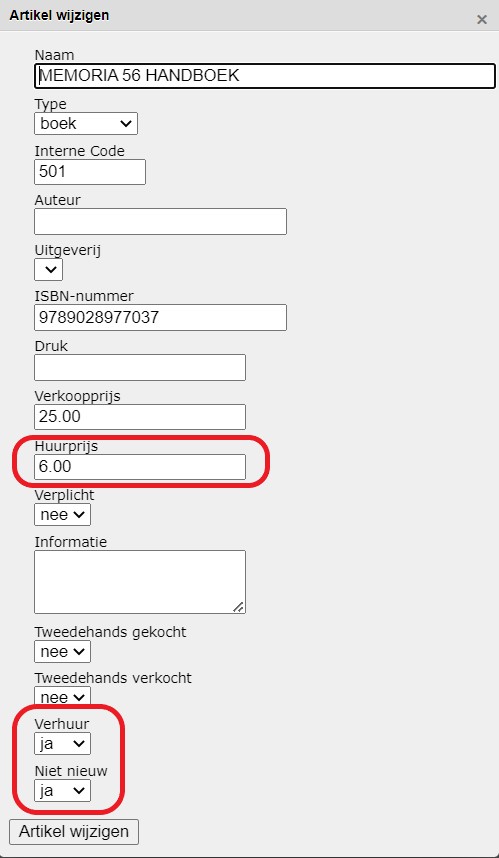 Artikel wijzigen
×
Naam
MEMORIA 56 HANDBOEK
Type
boek
Interne Code
501
Auteur
Uitgeverij
ISBN-nummer
9789028977037
Druk
Verkoopprijs
25.00
Huurprijs
6.00
Verplicht
nee
Informatie
Tweedehands gekocht
nee
Tweedehands verkocht
nee
Verhuur
ja
Niet nieuw
ja
Artikel wijzigen